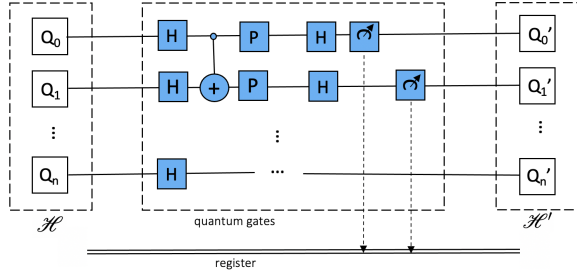 Q0 H P H Q0’
Q1 H + P H Q1’
⋮ ⋮ ⋮
Qn H ... Qn’
ℋ quantum gates ℋ'
register